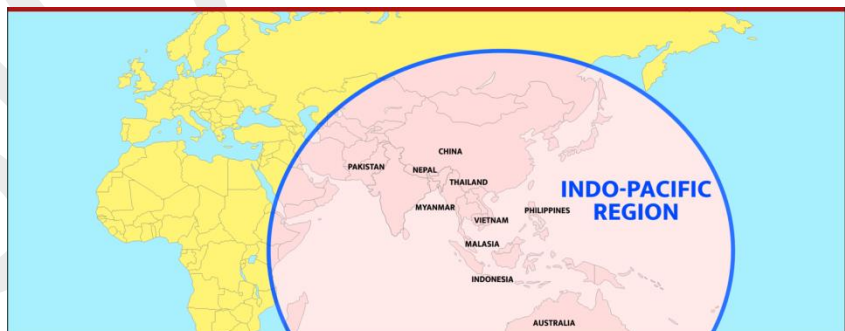 CHINA
PAKISTAN
NEPAL
THAILAND
INDO-PACIFIC
REGION
MYANMAR
PHILIPPINES
VIETNAM
MALASIA
INDONESIA
AUSTRALIA